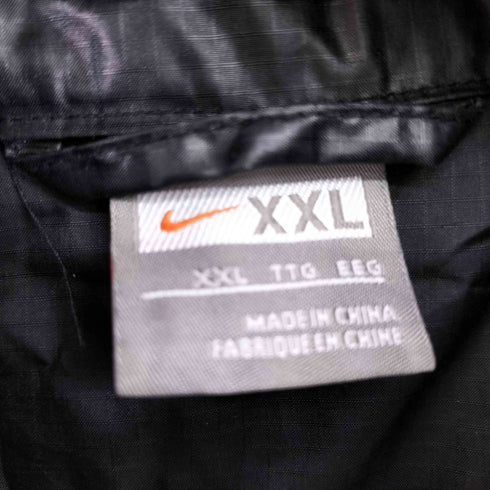 XXL
XXL TTG EEG
MADE IN CHINA
FABRIQUE EN CHINE